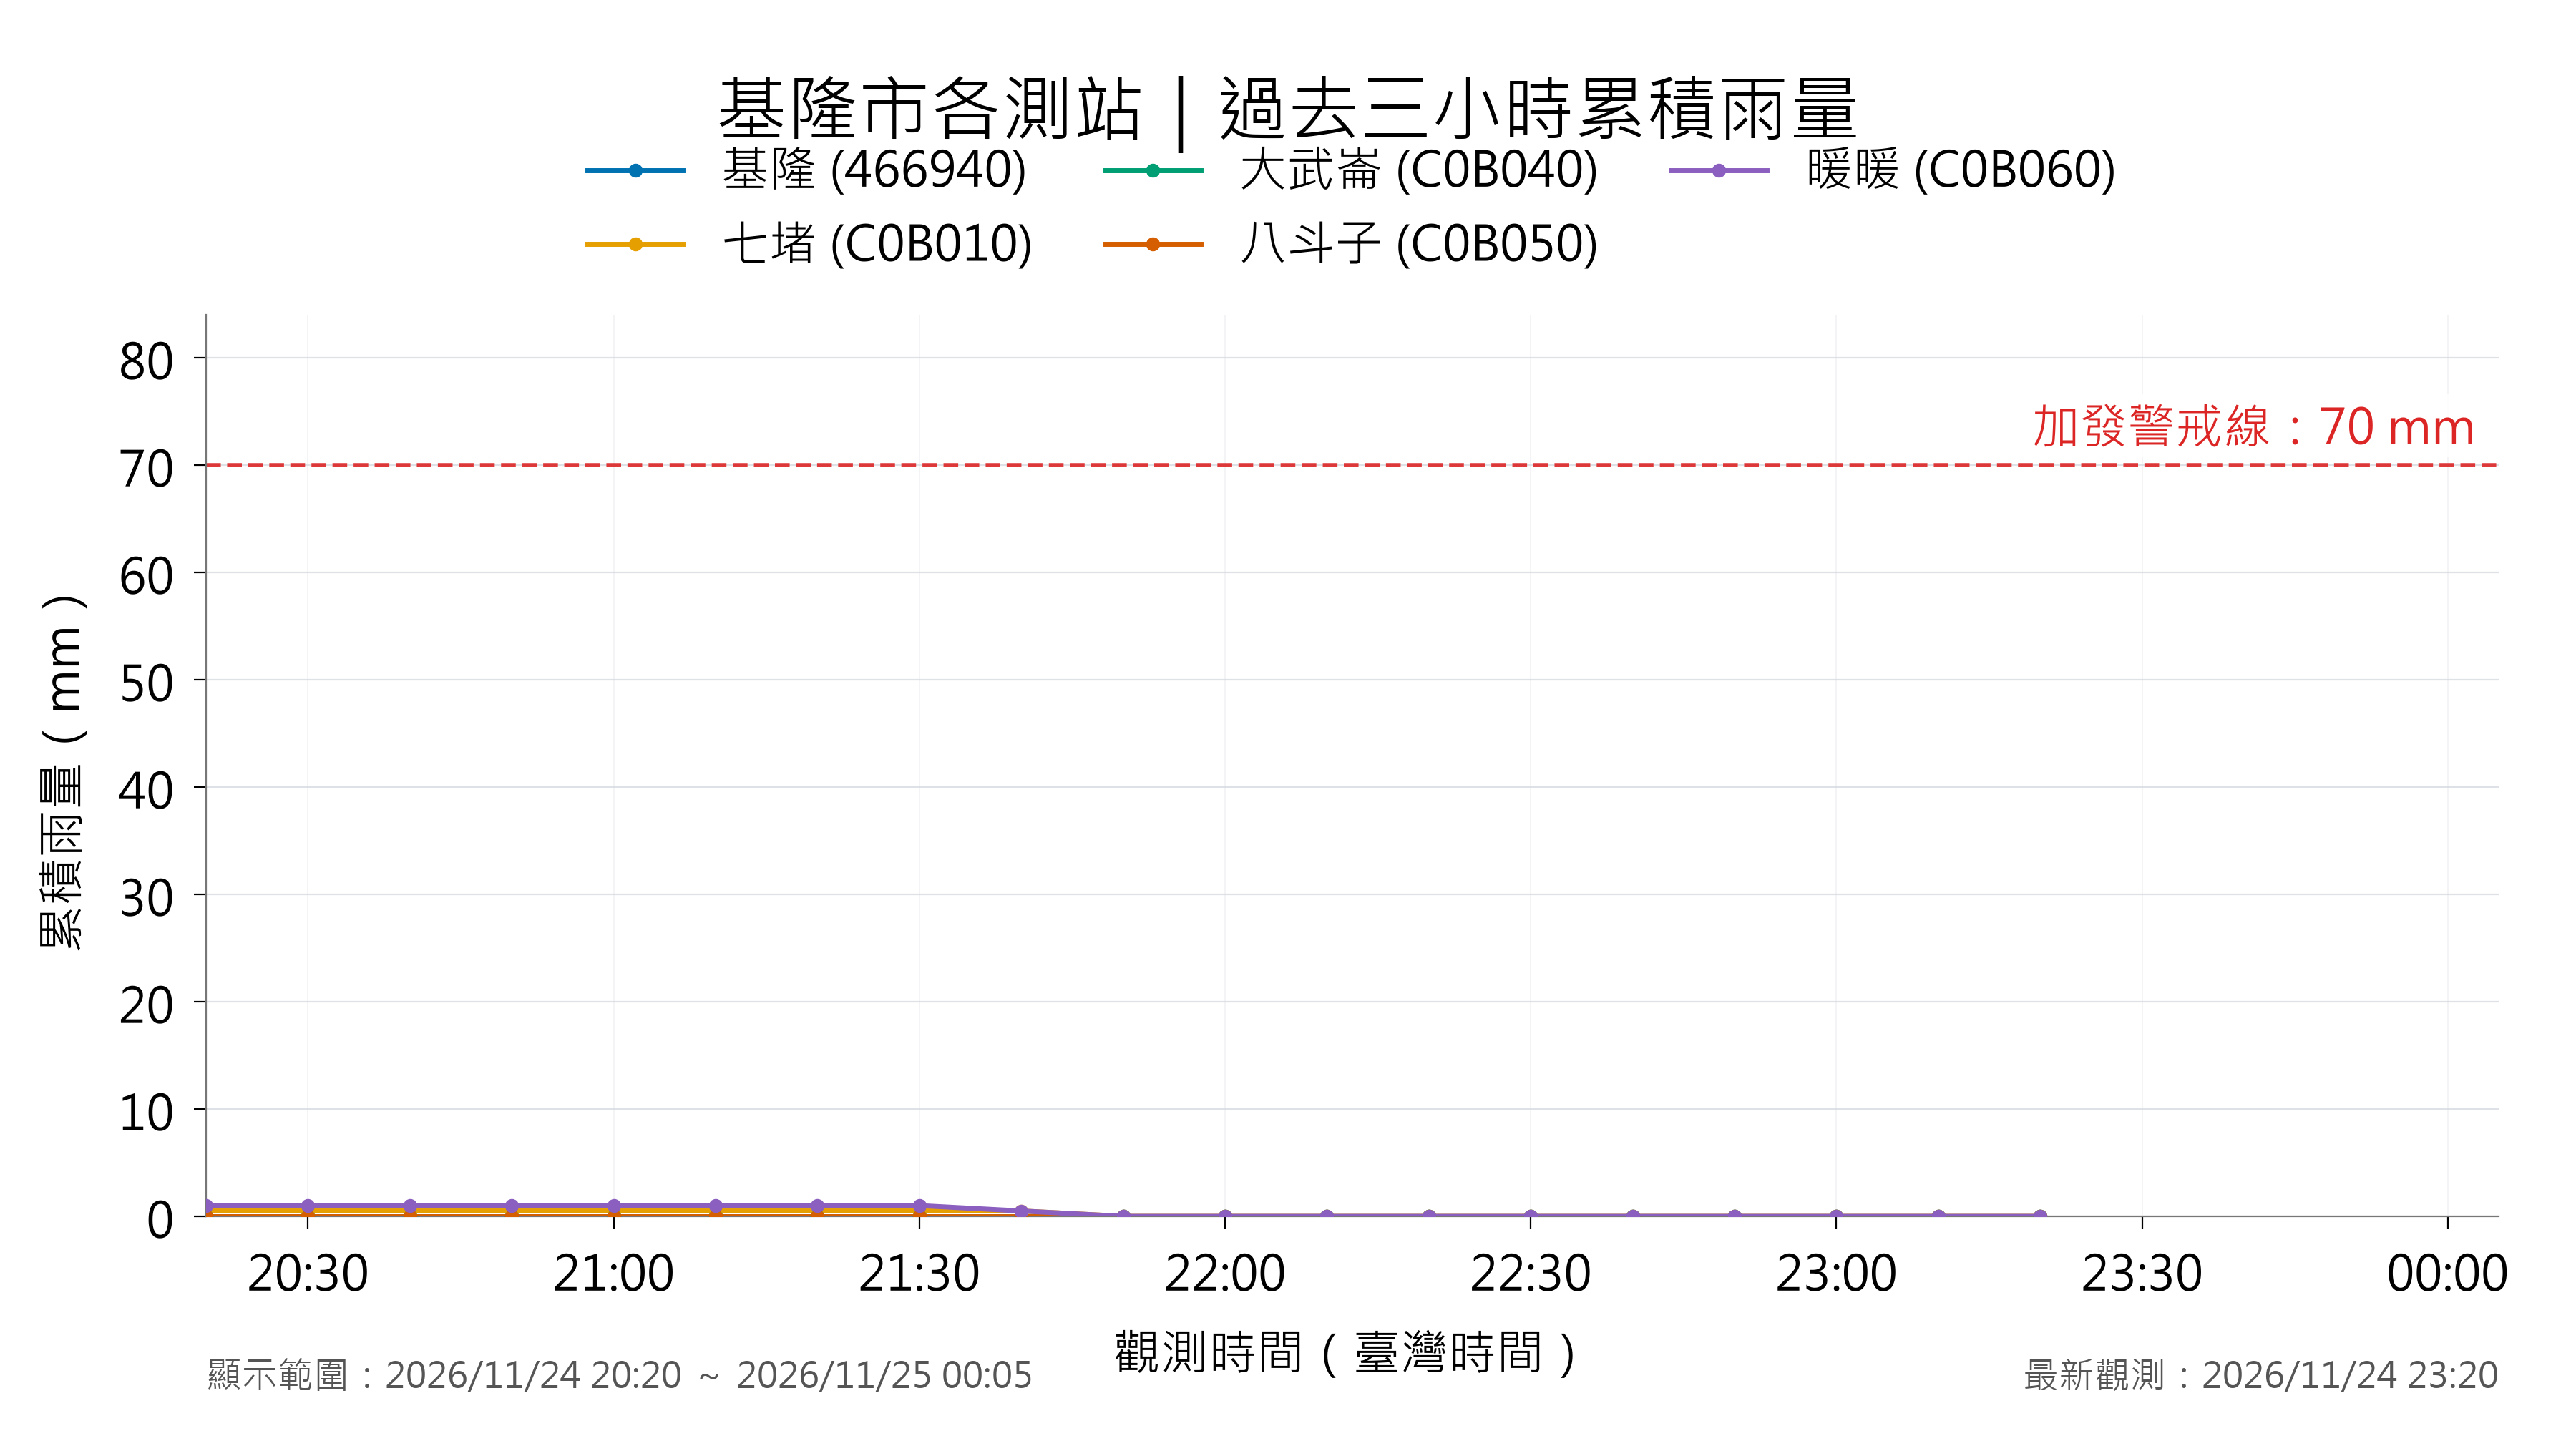 基隆市各測站｜過去三小時累積雨量
基隆 (466940)
大武崙 (C0B040)
暖暖 (C0B060)
七堵 (C0B010)
八斗子 (C0B050)
80
加發警戒線：70 mm
70
60
50
40
30
20
10
0
累積雨量（mm）
20:30 21:00 21:30 22:00 22:30 23:00 23:30 00:00
觀測時間（臺灣時間）
顯示範圍：2026/11/24 20:20 ~ 2026/11/25 00:05
最新觀測：2026/11/24 23:20